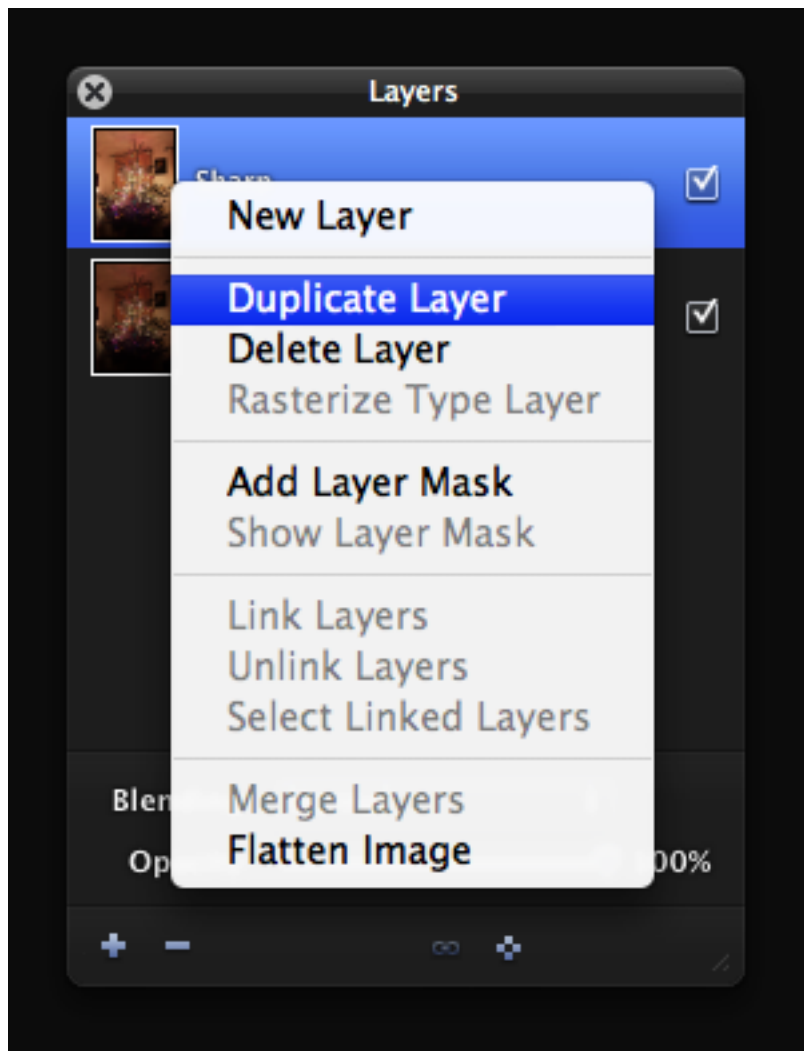 Layers
Sharp
New Layer
Duplicate Layer
Delete Layer
Rasterize Type Layer
Add Layer Mask
Show Layer Mask
Link Layers
Unlink Layers
Select Linked Layers
Merge Layers
Flatten Image